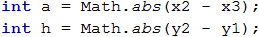 int a = Math.abs(x2 - x3);
int h = Math.abs(y2 - y1);